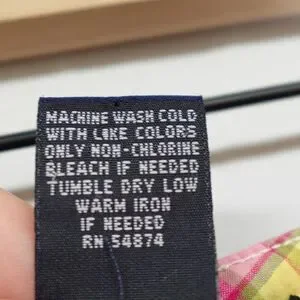 MACHINE WASH COLD
WITH LIKE COLORS
ONLY NON-CHLORINE
BLEACH IF NEEDED
TUMBLE DRY LOW
WARM IRON
IF NEEDED
RN 54874